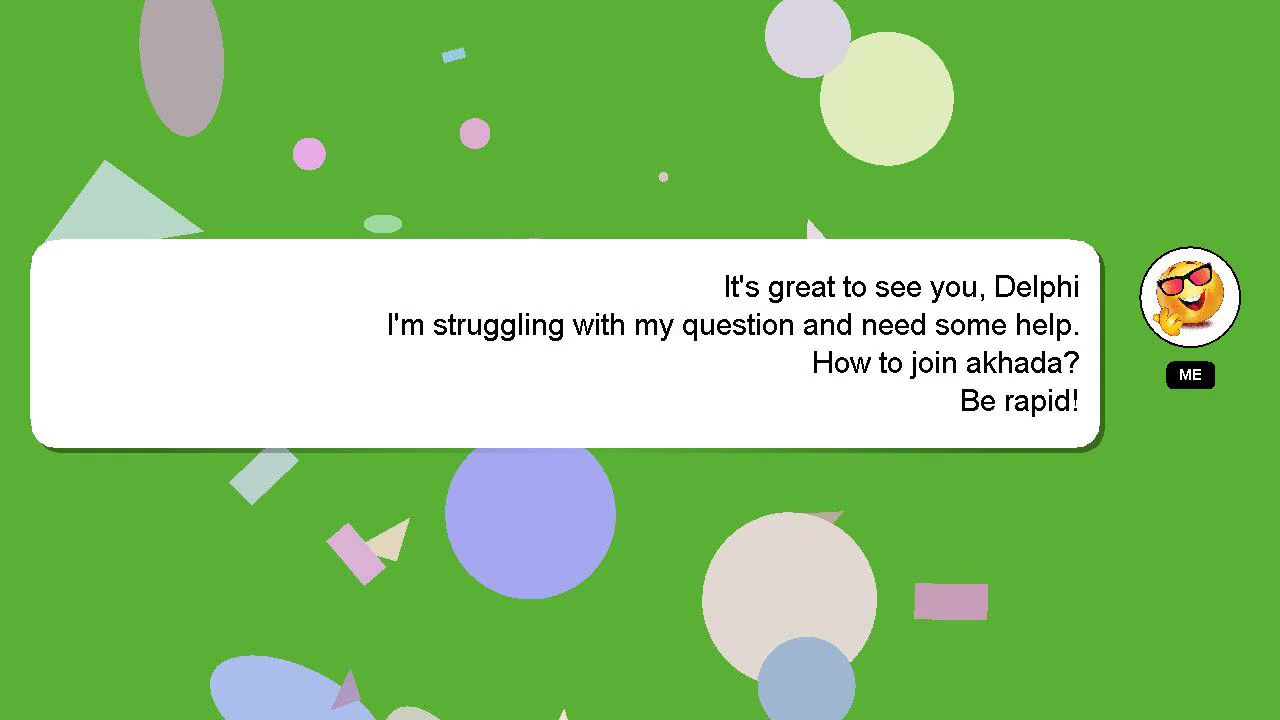 It's great to see you, Delphi
I'm struggling with my question and need some help.
How to join akhada?
Be rapid!
ME